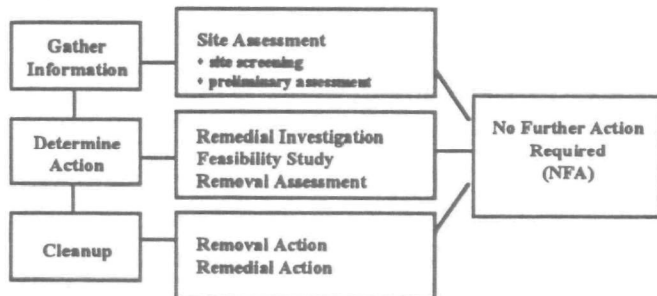 Gather
Information
Site Assessment
• site screening
• preliminary assessment
Determine
Action
Remedial Investigation
Feasibility Study
Removal Assessment
No Further Action
Required
(NFA)
Cleanup
Removal Action
Remedial Action